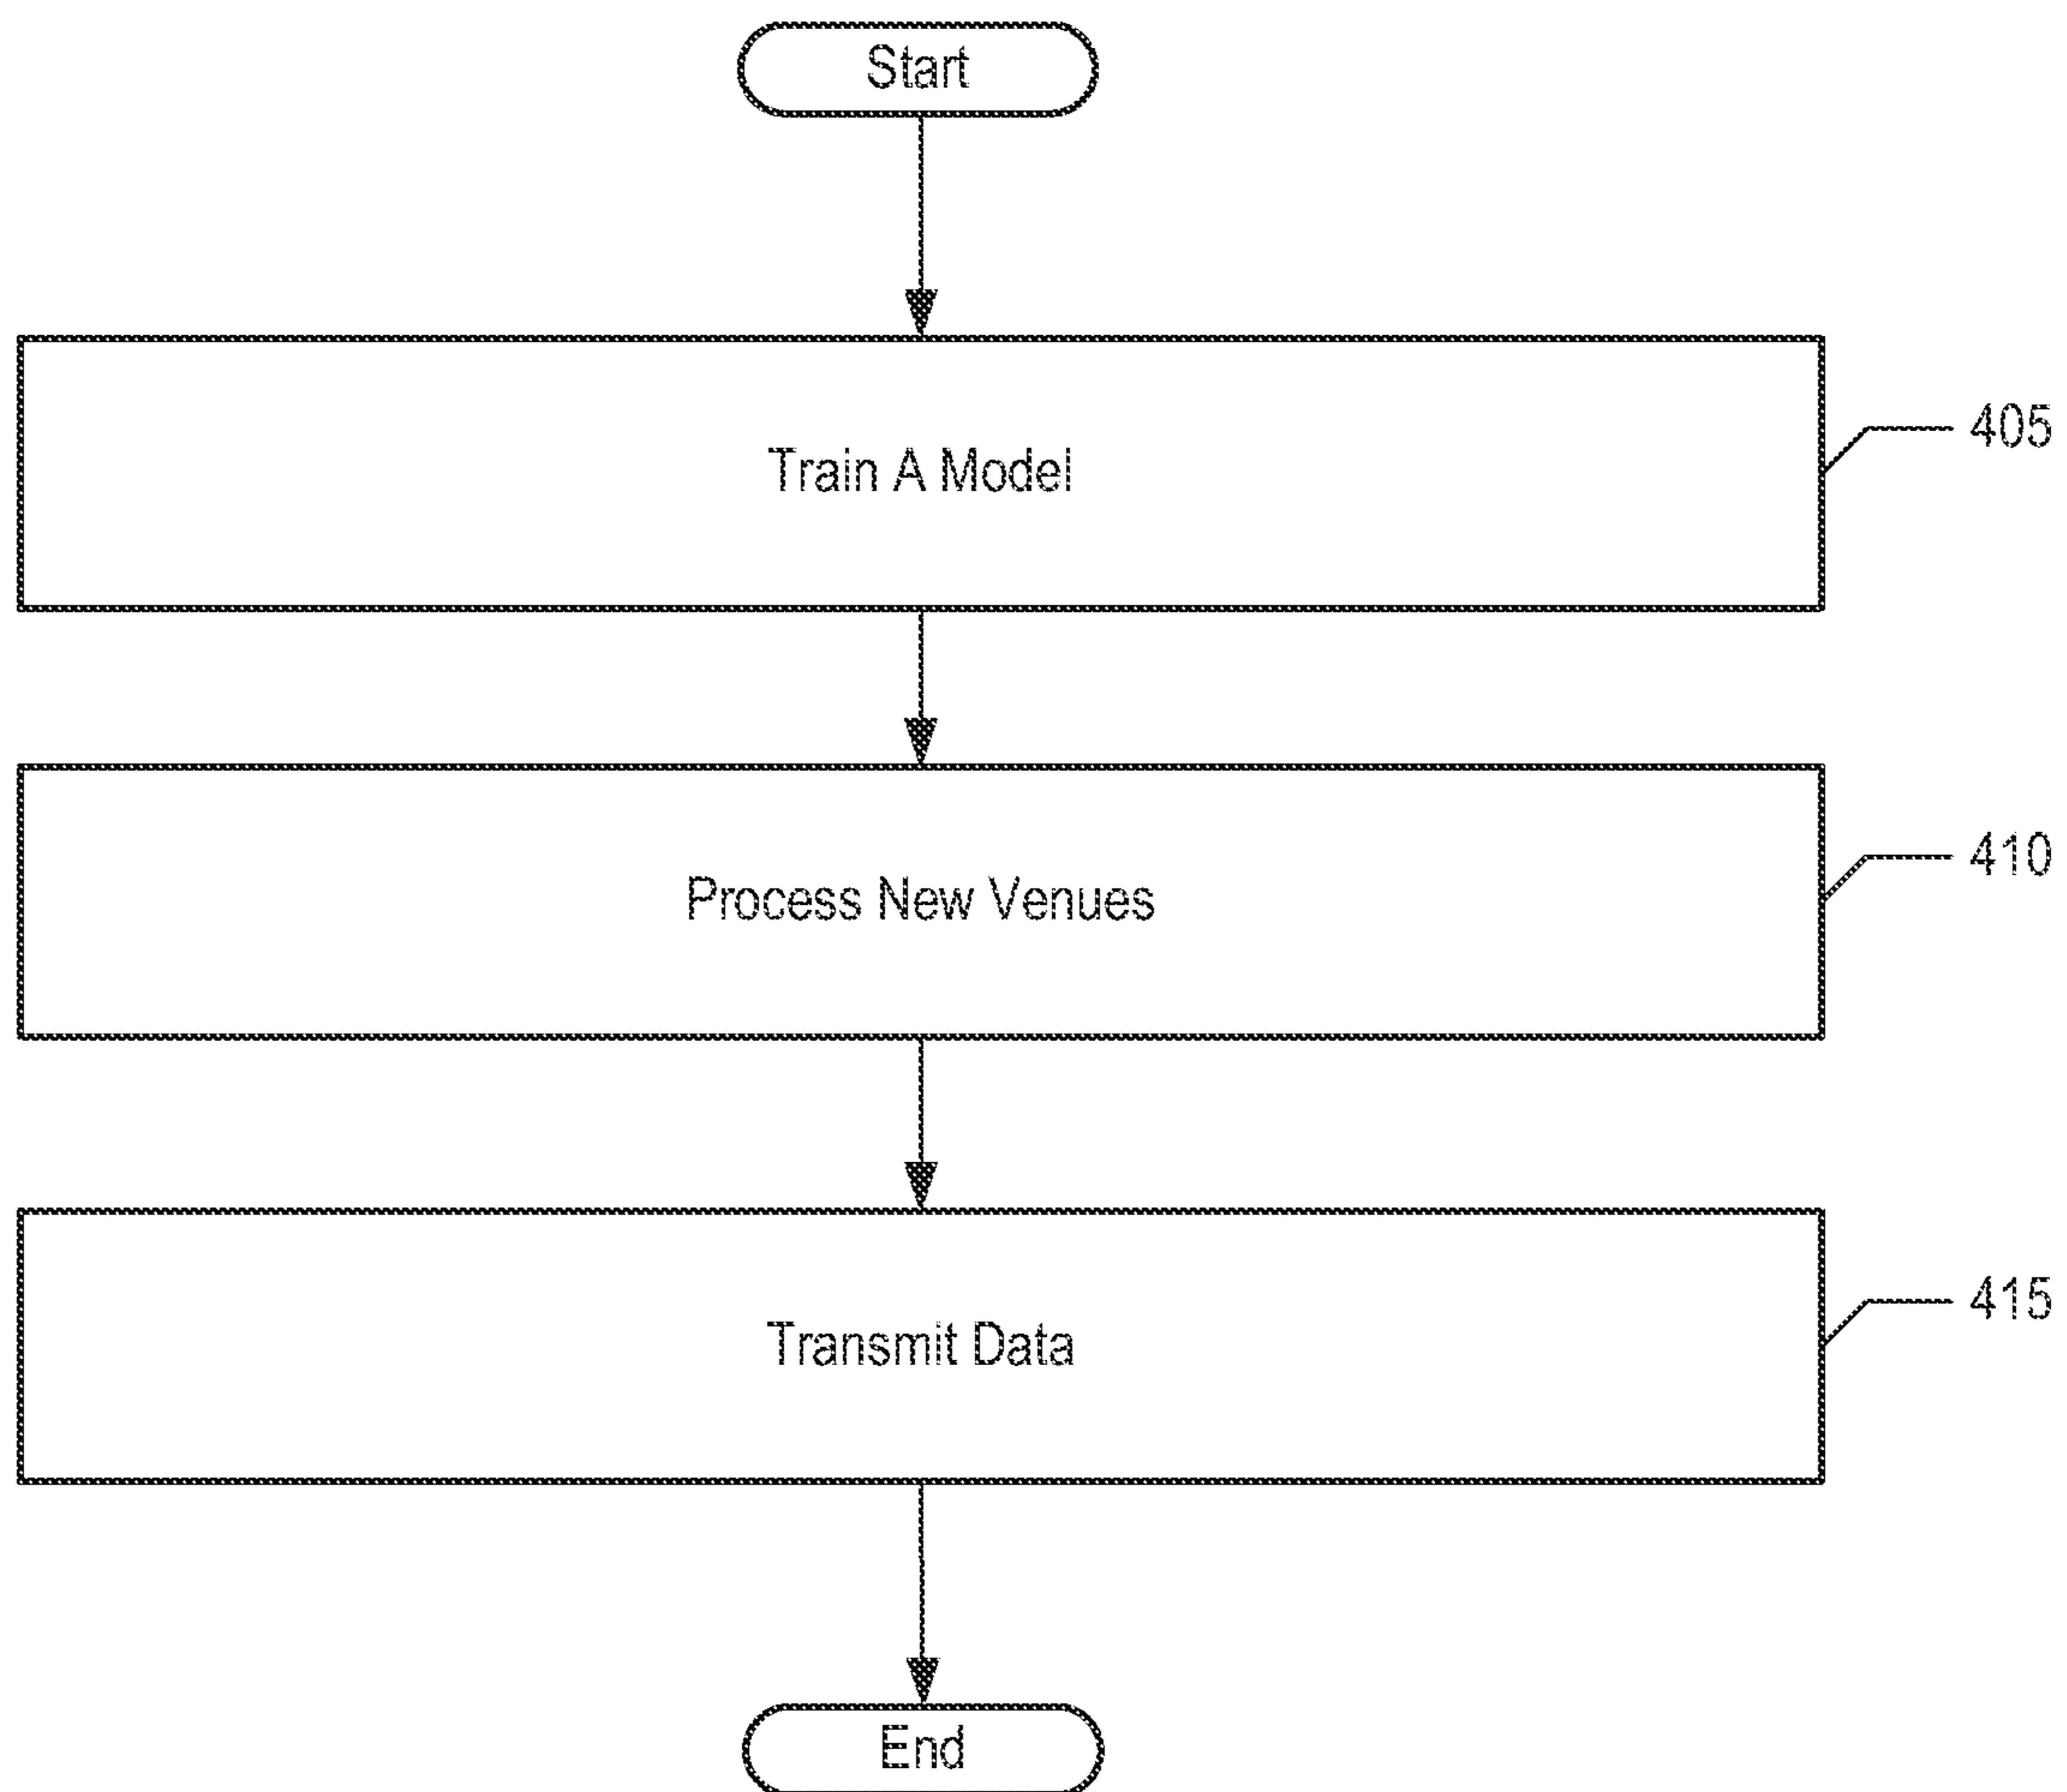 Start
Train A Model
405
Process New Venues
410
Transmit Data
415
End